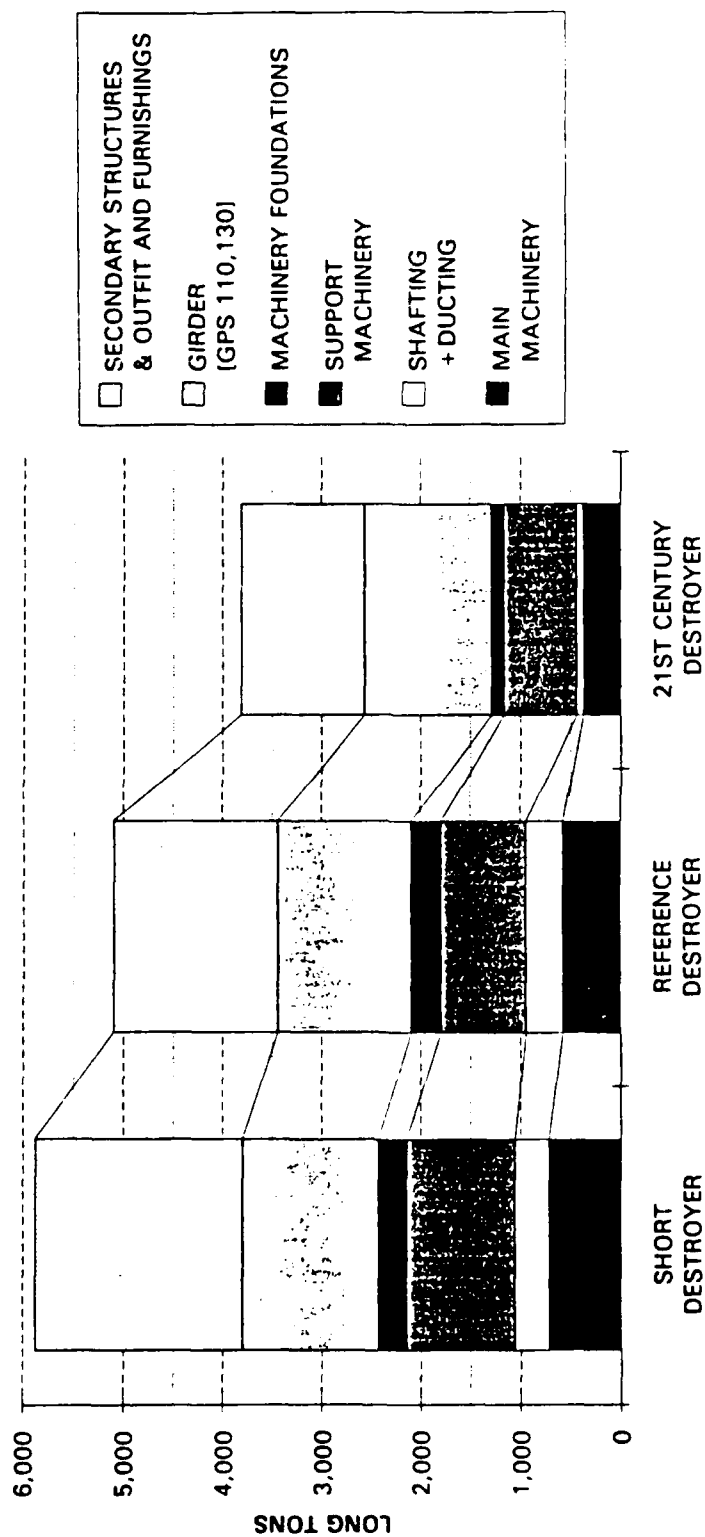 LONG TONS
6,000
5,000
4,000
3,000
2,000
1,000
0
SHORT
DESTROYER
REFERENCE
DESTROYER
21ST CENTURY
DESTROYER
SECONDARY STRUCTURES
& OUTFIT AND FURNISHINGS
GIRDER
[GPS 110,130]
MACHINERY FOUNDATIONS
SUPPORT
MACHINERY
SHAFTING
+ DUCTING
MAIN
MACHINERY